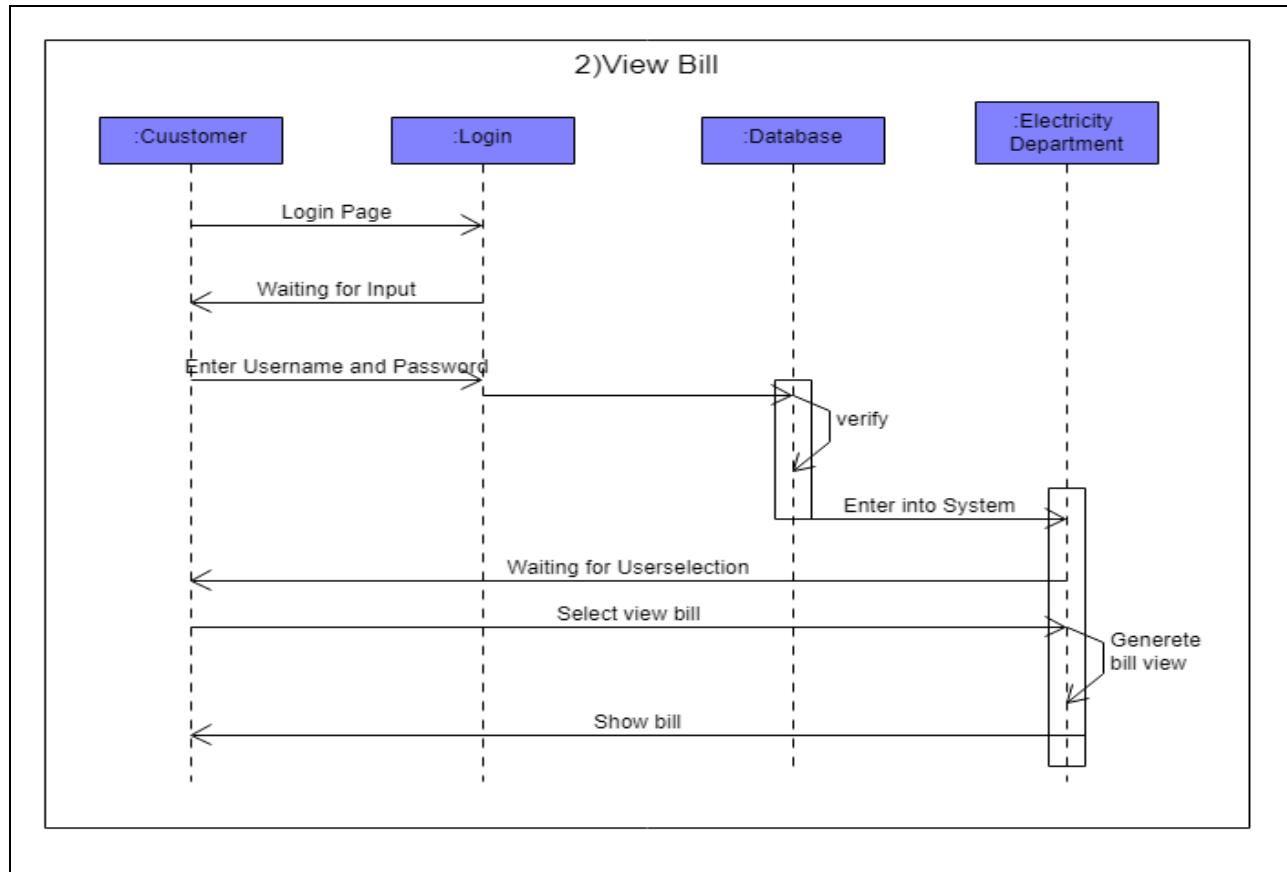 2)View Bill
:Cuustomer
:Login
:Database
:Electricity
Department
Login Page
Waiting for Input
Enter Username and Password
verify
Enter into System
Waiting for Userselection
Select view bill
Generete
bill view
Show bill